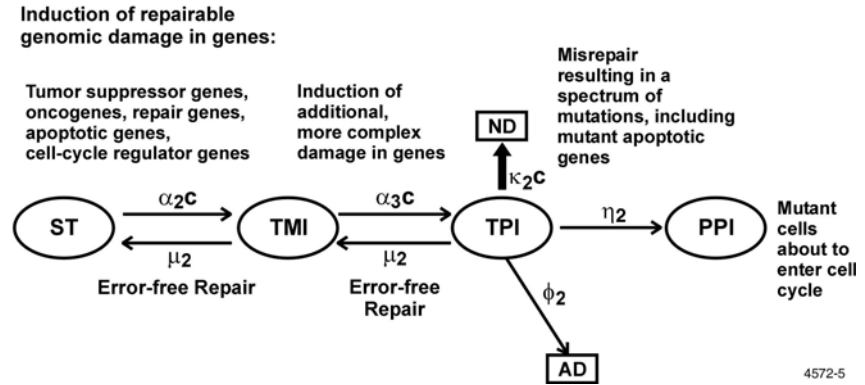 Induction of repairable
genomic damage in genes:
Tumor suppressor genes,
oncogenes, repair genes,
apoptotic genes,
cell-cycle regulator genes
Induction of
additional,
more complex
damage in genes
Misrepair
resulting in a
spectrum of
mutations, including
mutant apoptotic
genes
ND
κ₂c
ST
α₂c
μ₂
Error-free Repair
TMI
α₃c
μ₂
Error-free
Repair
TPI
η₂
PPI
Mutant
cells
about to
enter cell
cycle
ϕ₂
AD
4572-5